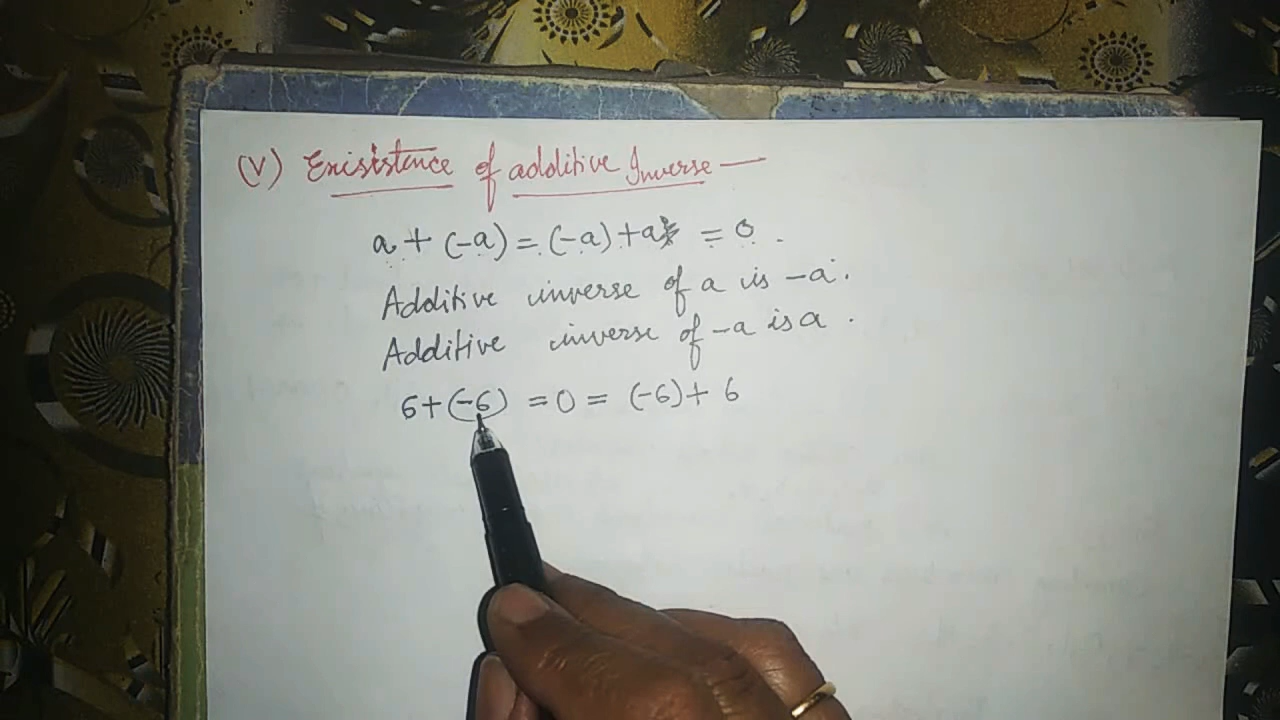 (V) Exisistence of additive Inverse —
a + (-a) = (-a) + a = 0 .
Additive inverse of a is -a .
Additive inverse of -a is a .
6 + (-6) = 0 = (-6) + 6